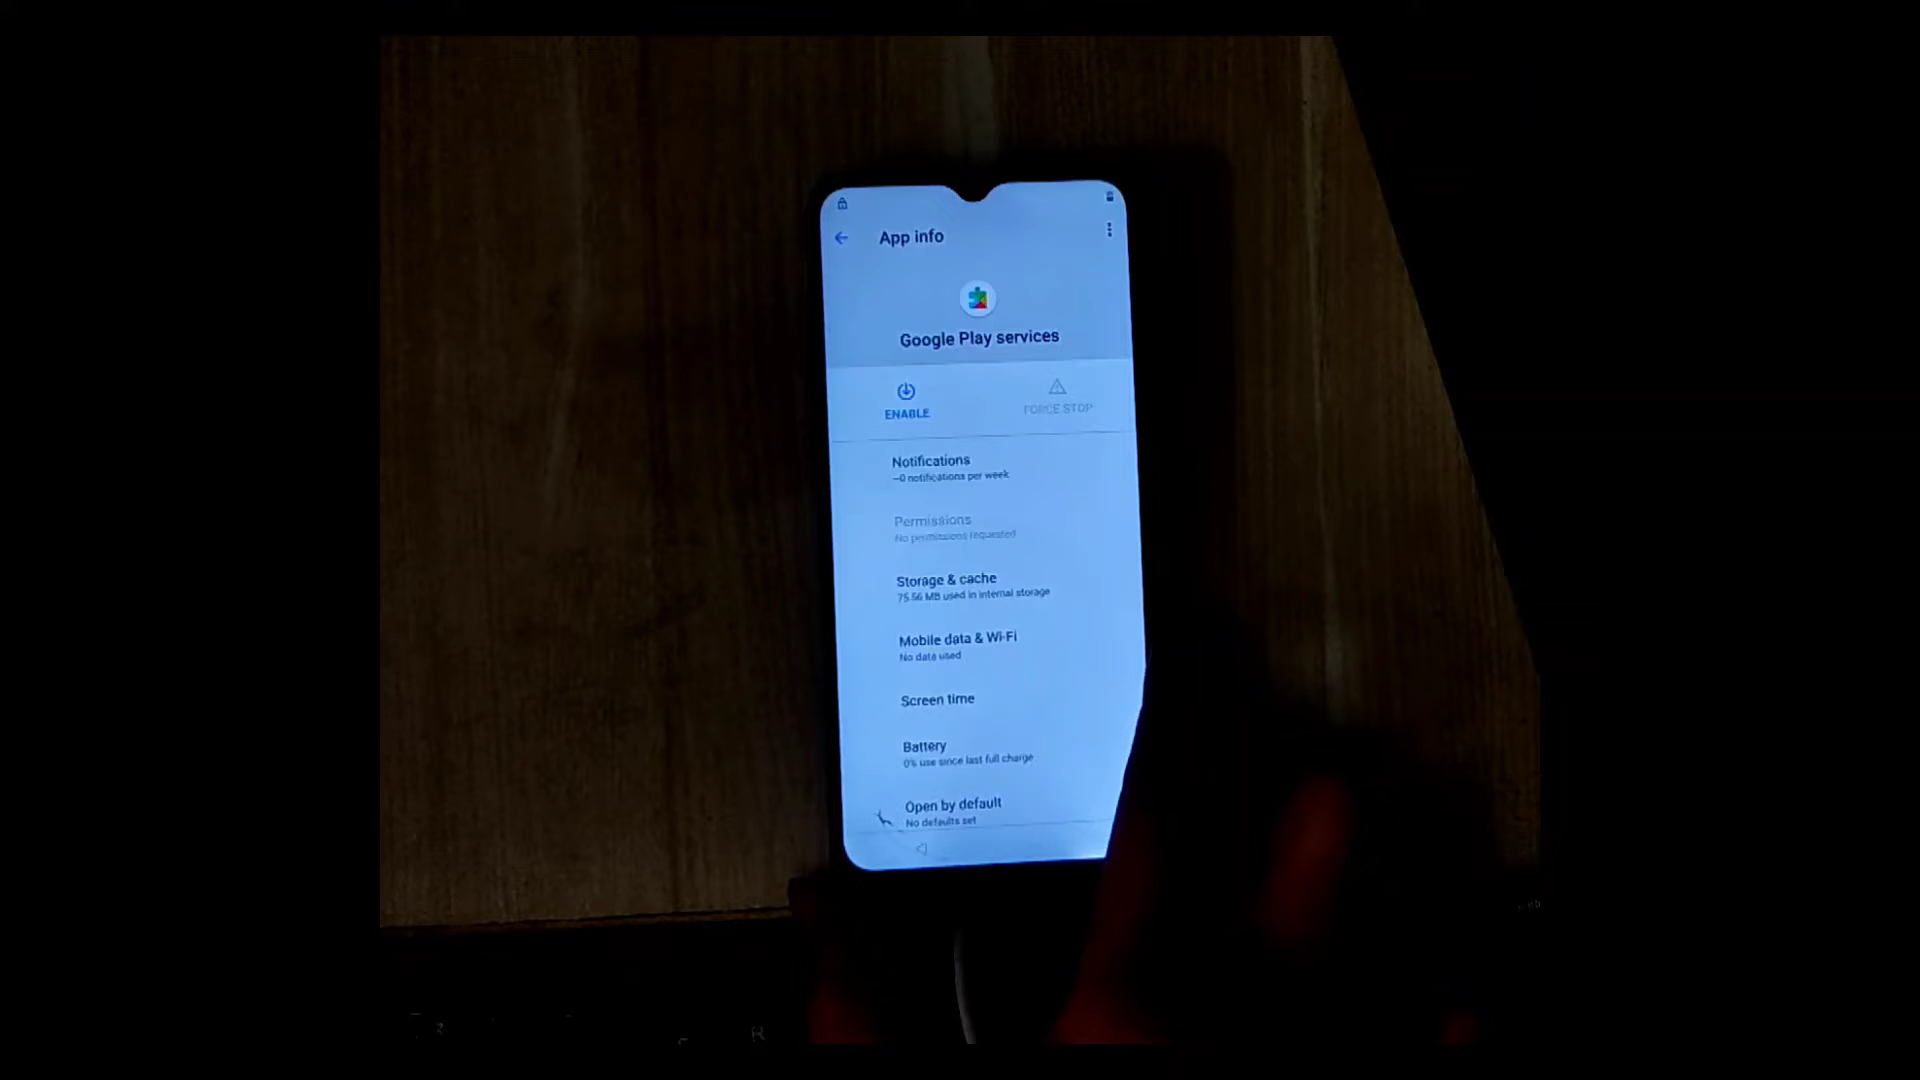 App info
Google Play services
ENABLE
FORCE STOP
Notifications
~0 notifications per week
Permissions
No permissions requested
Storage & cache
75.56 MB used in internal storage
Mobile data & Wi-Fi
No data used
Screen time
Battery
0% use since last full charge
Open by default
No defaults set
R